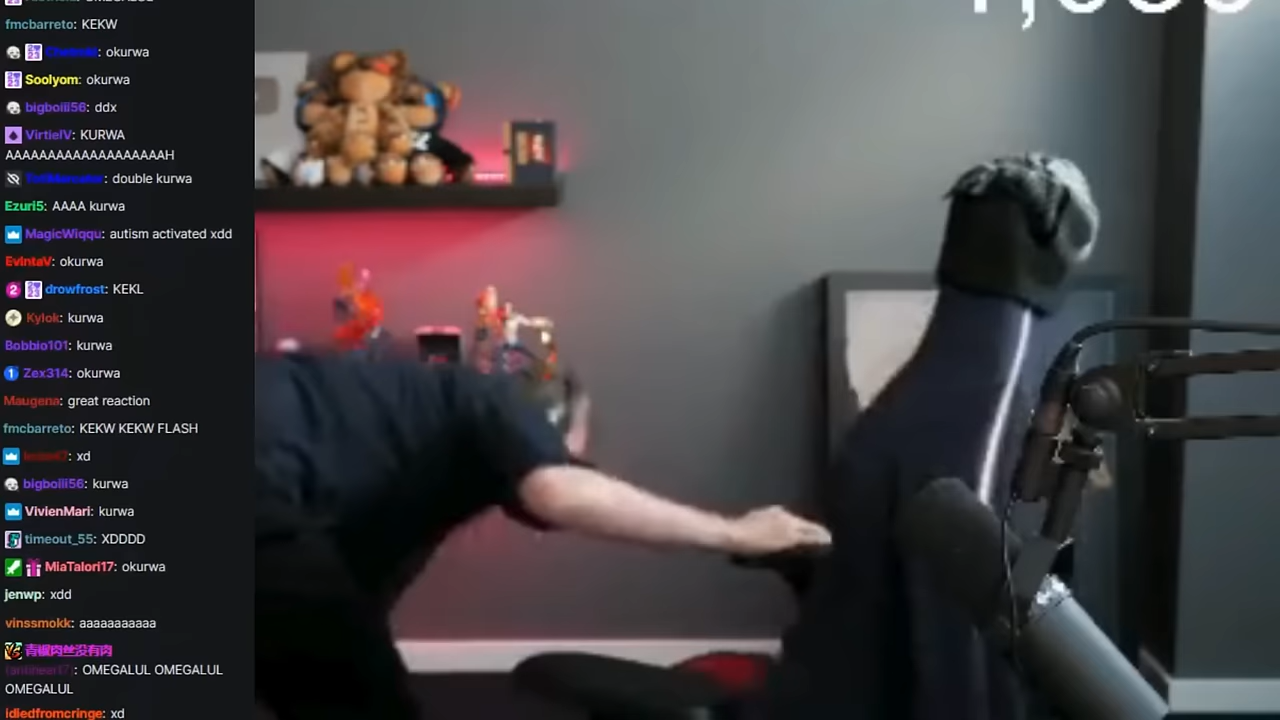 fmcbarreto: KEKW
: okurwa
Soolyom: okurwa
bigboiii56: ddx
VirtielV: KURWA
AAAAAAAAAAAAAAAAAAAH
: double kurwa
Ezuri5: AAAA kurwa
MagicWiqqu: autism activated xdd
EvintaV: okurwa
2 drowfrost: KEKL
Kylok: kurwa
Bobbio101: kurwa
1 Zex314: okurwa
Maugena: great reaction
fmcbarreto: KEKW KEKW FLASH
: xd
bigboiii56: kurwa
VivienMari: kurwa
timeout_55: XDDDD
MiaTalori17: okurwa
jenwp: xdd
vinssmokk: aaaaaaaaaaa
青椒肉丝没有肉
: OMEGALUL OMEGALUL
OMEGALUL
idiedfromcringe: xd